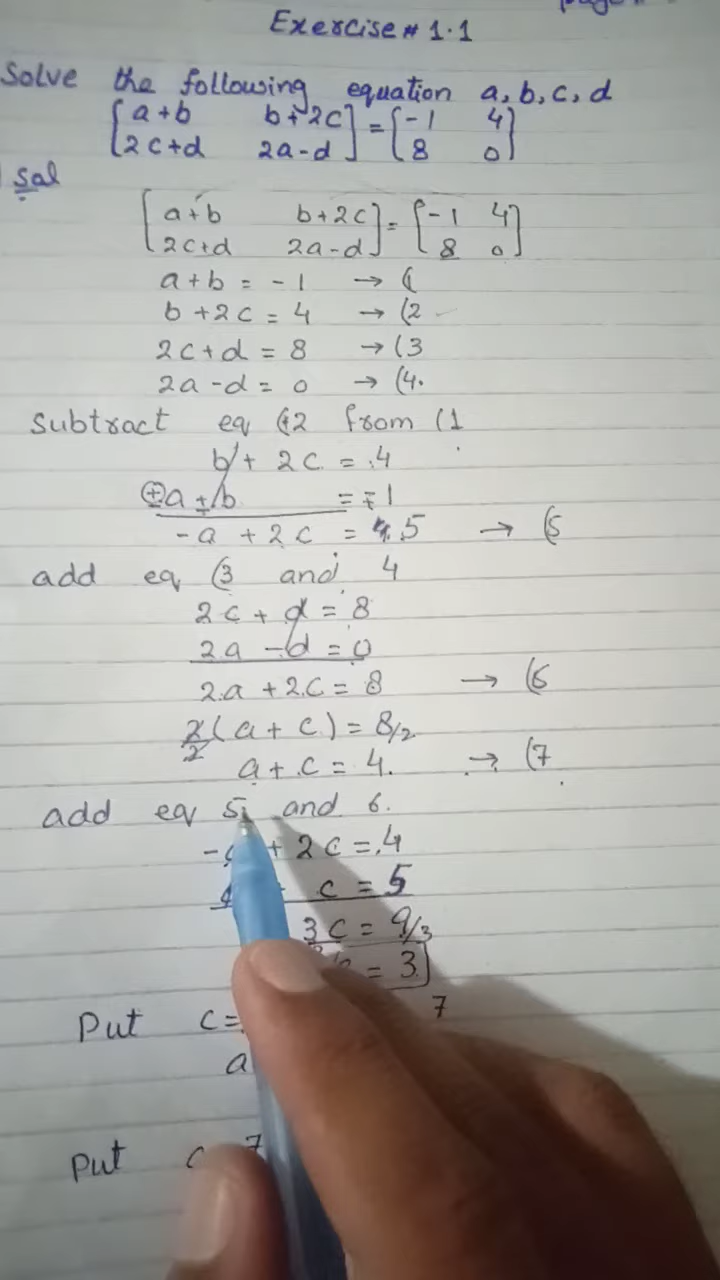 Exercise # 1.1
Solve the following equation a, b, c, d
[a+b b+2c] = [-1 4]
[2c+d 2a-d] [8 0]
sol
[a+b b+2c] = [-1 4]
[2c+d 2a-d] [8 0]
a+b = -1 → (1
b+2c = 4 → (2
2c+d = 8 → (3
2a-d = 0 → (4.
Subtract eq (2 from (1
b + 2c = 4
±a ± b = ∓1
-a + 2c = 5 → (5
add eq (3 and 4
2c + d = 8
2a - d = 0
2a + 2c = 8 → (6
2/2 (a + c) = 8/2
a + c = 4. → (7
add eq 5 and 6.
+ 2c = 4
c = 5
3c = 9/3
= 3
Put c= 7
a
Put 7